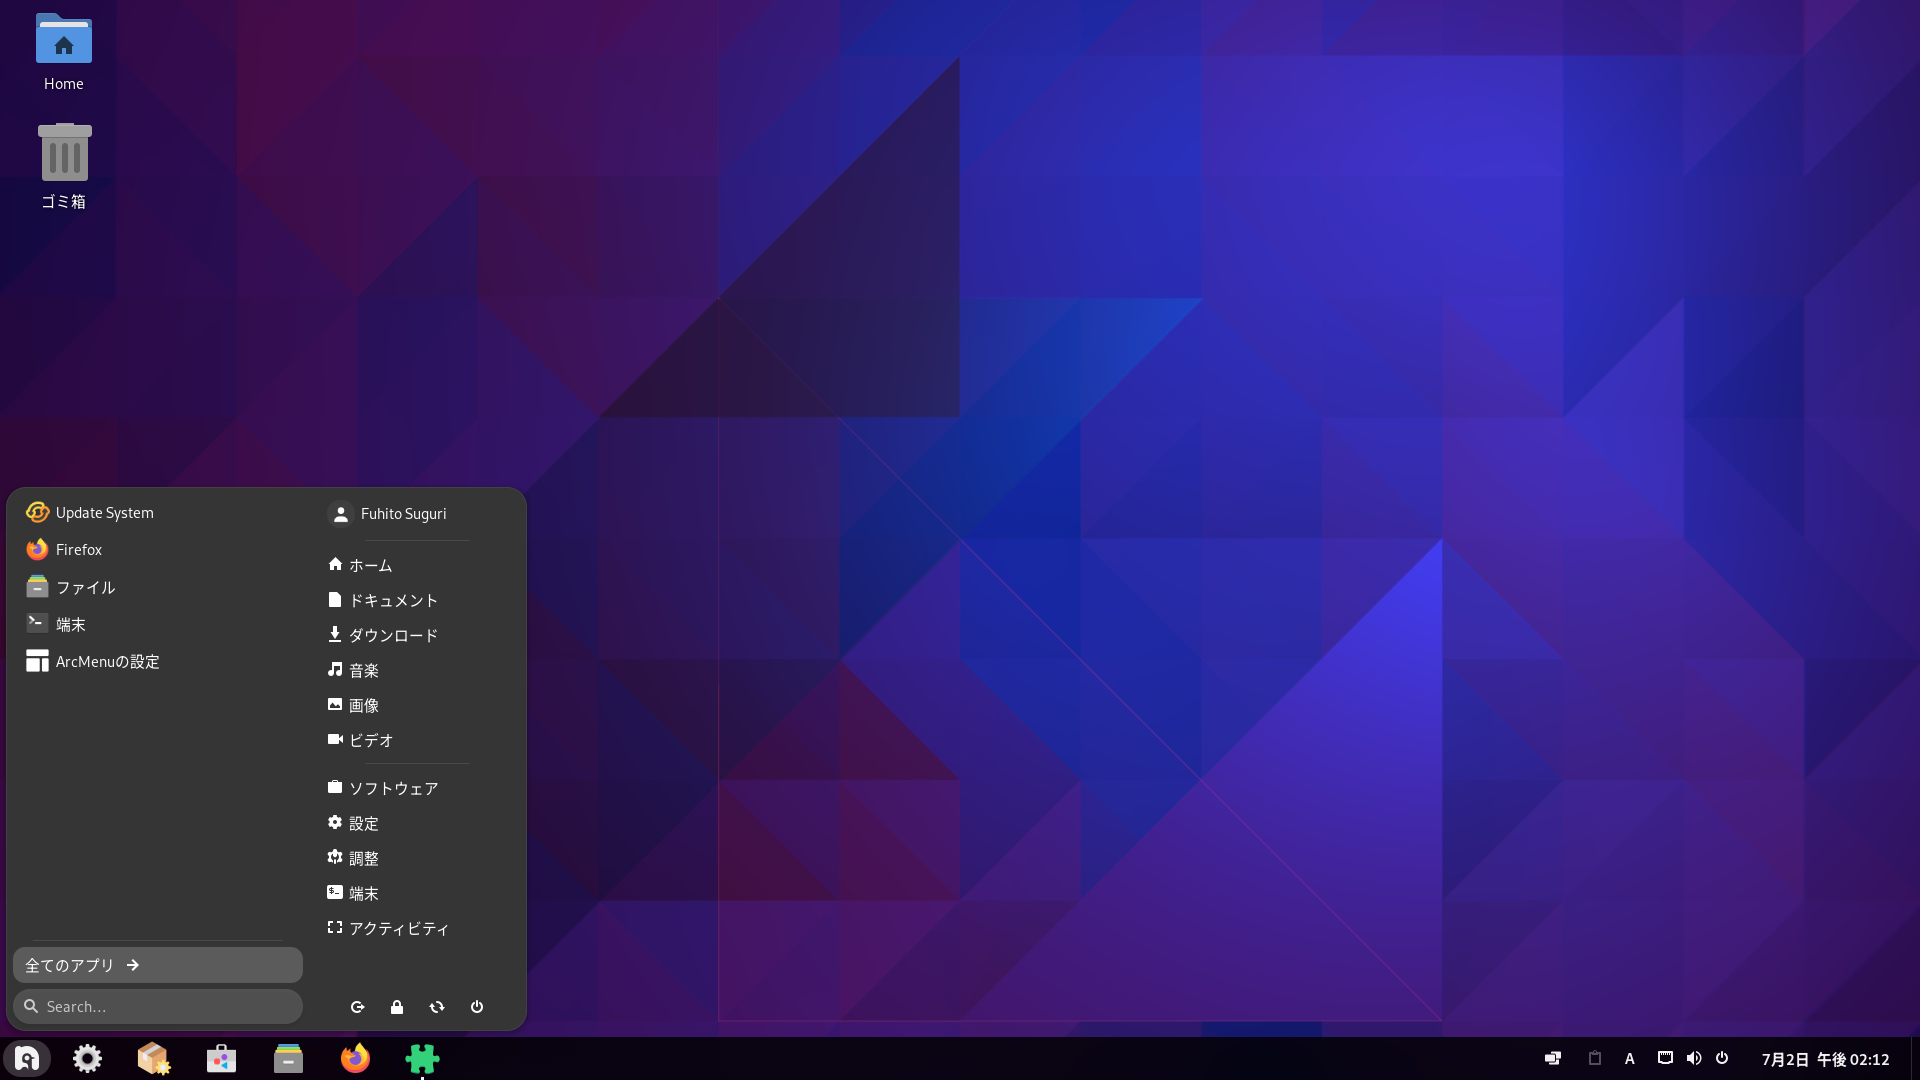 Home
ゴミ箱
Update System
Firefox
ファイル
端末
ArcMenuの設定
全てのアプリ
Search…
Fuhito Suguri
ホーム
ドキュメント
ダウンロード
音楽
画像
ビデオ
ソフトウェア
設定
調整
端末
アクティビティ
A
7月2日 午後 02:12